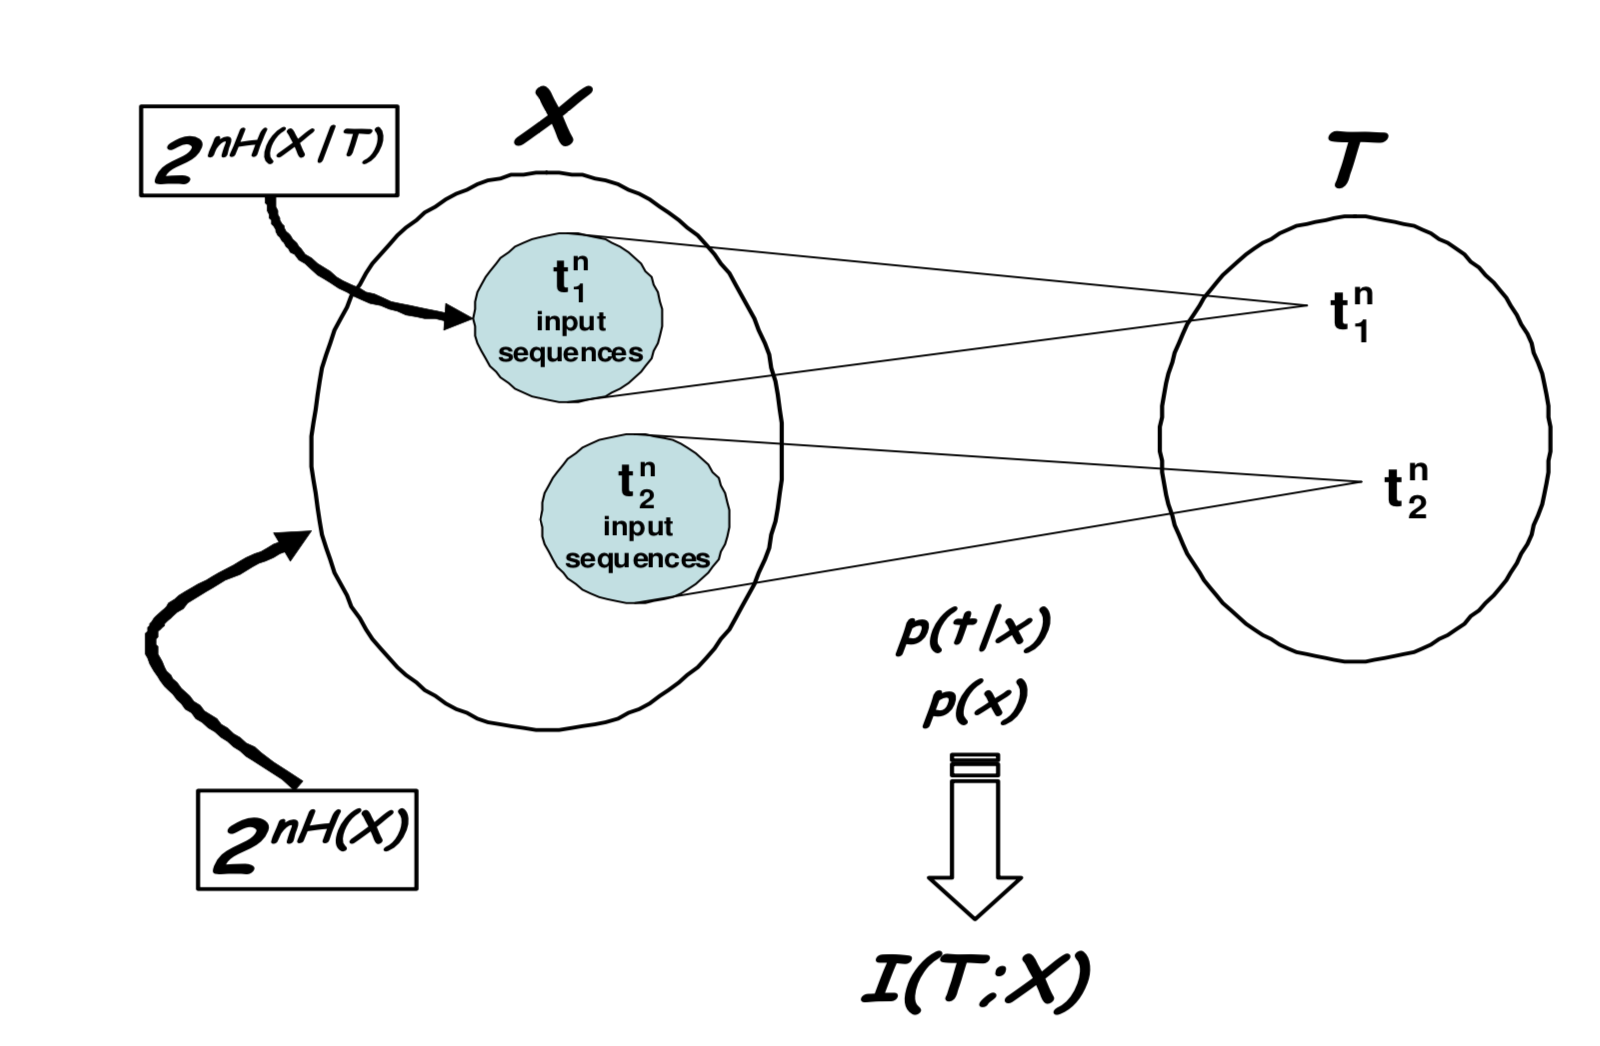 X
2^{nH(X|T)}
T
t_1^n
input
sequences
t_1^n
t_2^n
input
sequences
t_2^n
p(t|x)
p(x)
2^{nH(X)}
I(T;X)